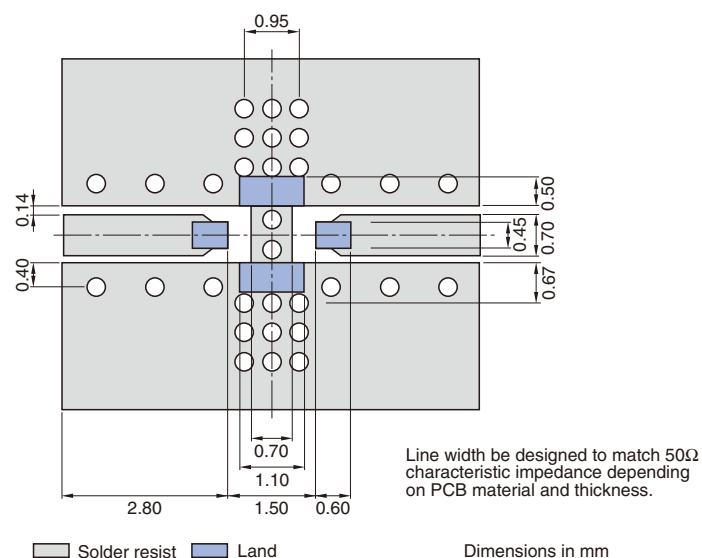 0.95
0.14
0.50
0.45
0.70
0.40
0.67
0.70
1.10
2.80
1.50
0.60
Line width be designed to match 50Ω
characteristic impedance depending
on PCB material and thickness.
Solder resist
Land
Dimensions in mm